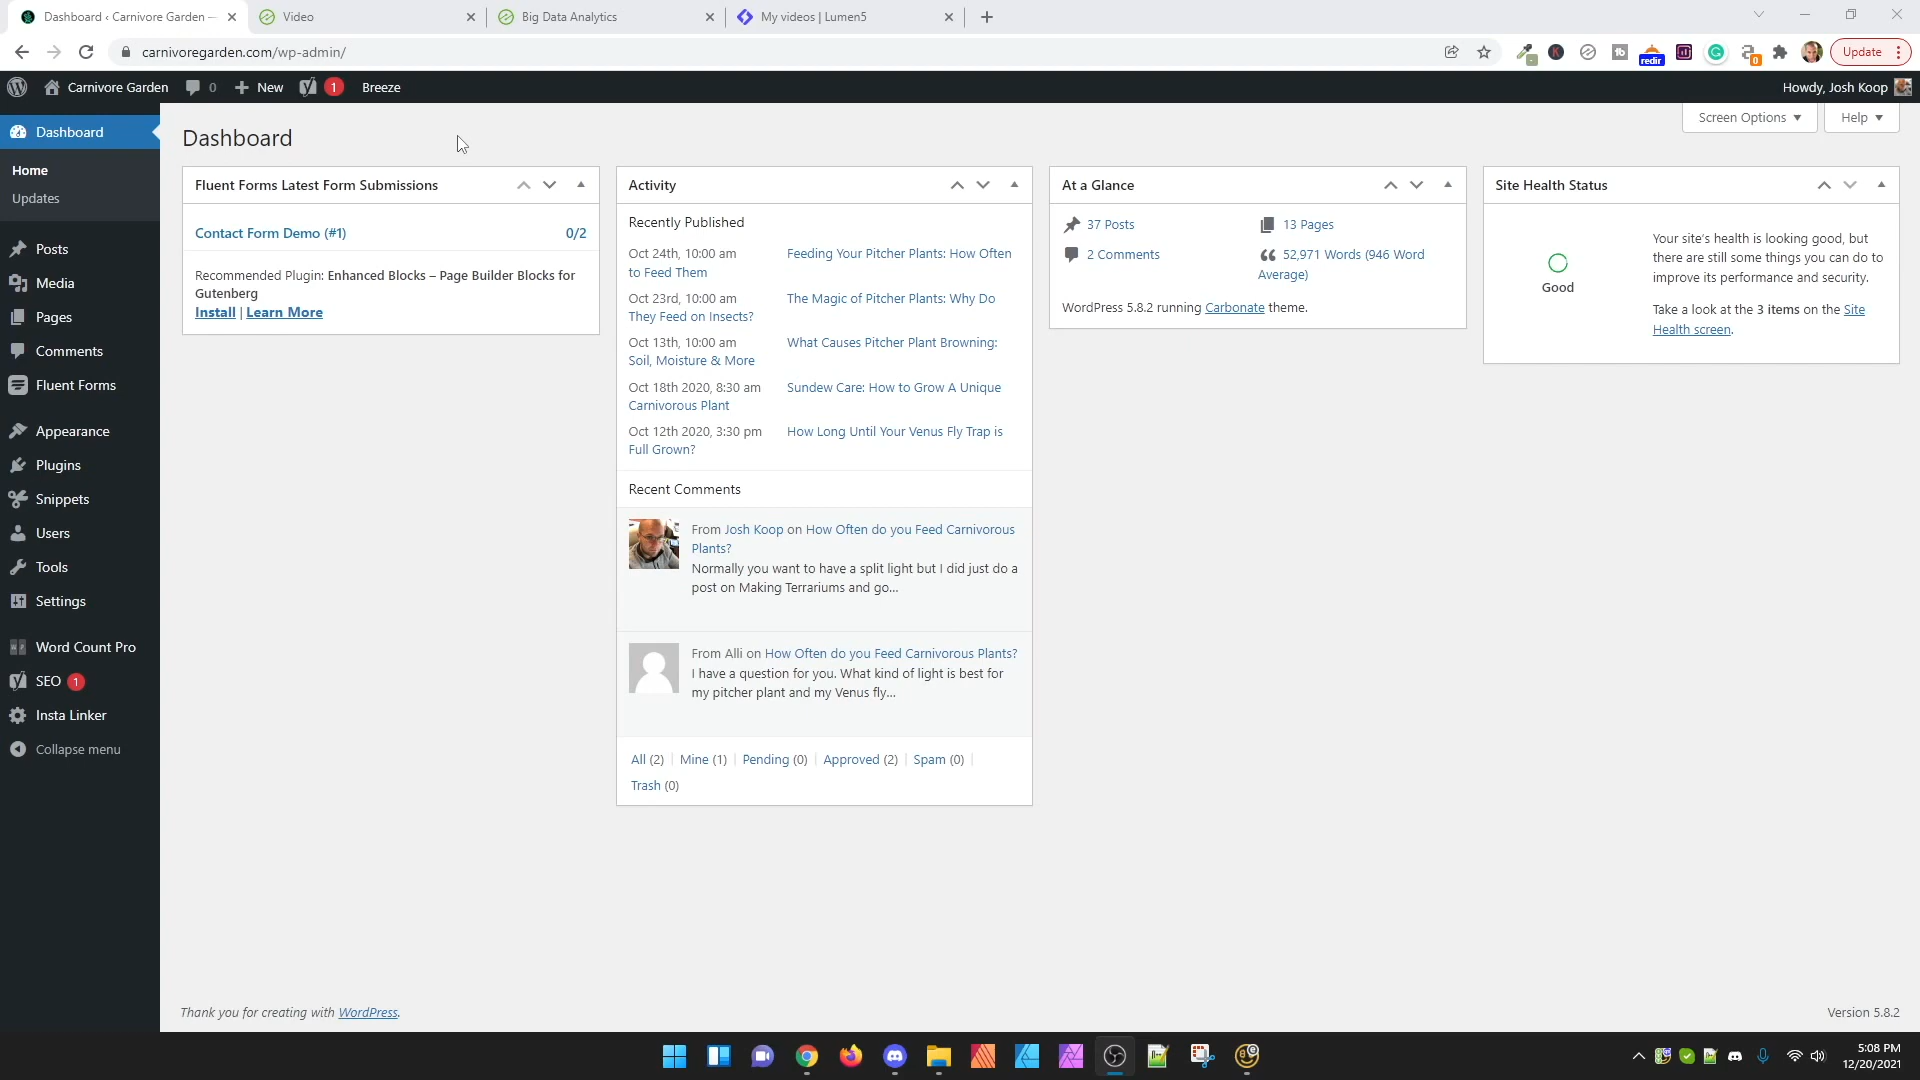 Dashboard ‹ Carnivore Garden —
Video
Big Data Analytics
My videos | Lumen5
carnivoregarden.com/wp-admin/
redir
0
Update
Carnivore Garden
0
New
1
Breeze
Howdy, Josh Koop
Dashboard
Home
Updates
Posts
Media
Pages
Comments
Fluent Forms
Appearance
Plugins
Snippets
Users
Tools
Settings
Word Count Pro
SEO 1
Insta Linker
Collapse menu
Dashboard
Screen Options
Help
Fluent Forms Latest Form Submissions
Contact Form Demo (#1) 0/2
Recommended Plugin: Enhanced Blocks – Page Builder Blocks for
Gutenberg
Install | Learn More
Activity
Recently Published
Oct 24th, 10:00 am Feeding Your Pitcher Plants: How Often
to Feed Them
Oct 23rd, 10:00 am The Magic of Pitcher Plants: Why Do
They Feed on Insects?
Oct 13th, 10:00 am What Causes Pitcher Plant Browning:
Soil, Moisture & More
Oct 18th 2020, 8:30 am Sundew Care: How to Grow A Unique
Carnivorous Plant
Oct 12th 2020, 3:30 pm How Long Until Your Venus Fly Trap is
Full Grown?
Recent Comments
From Josh Koop on How Often do you Feed Carnivorous
Plants?
Normally you want to have a split light but I did just do a
post on Making Terrariums and go...
From Alli on How Often do you Feed Carnivorous Plants?
I have a question for you. What kind of light is best for
my pitcher plant and my Venus fly...
All (2) | Mine (1) | Pending (0) | Approved (2) | Spam (0) |
Trash (0)
At a Glance
37 Posts
13 Pages
2 Comments
52,971 Words (946 Word
Average)
WordPress 5.8.2 running Carbonate theme.
Site Health Status
Good
Your site's health is looking good, but
there are still some things you can do to
improve its performance and security.
Take a look at the 3 items on the Site
Health screen.
Thank you for creating with WordPress.
Version 5.8.2
5:08 PM
12/20/2021